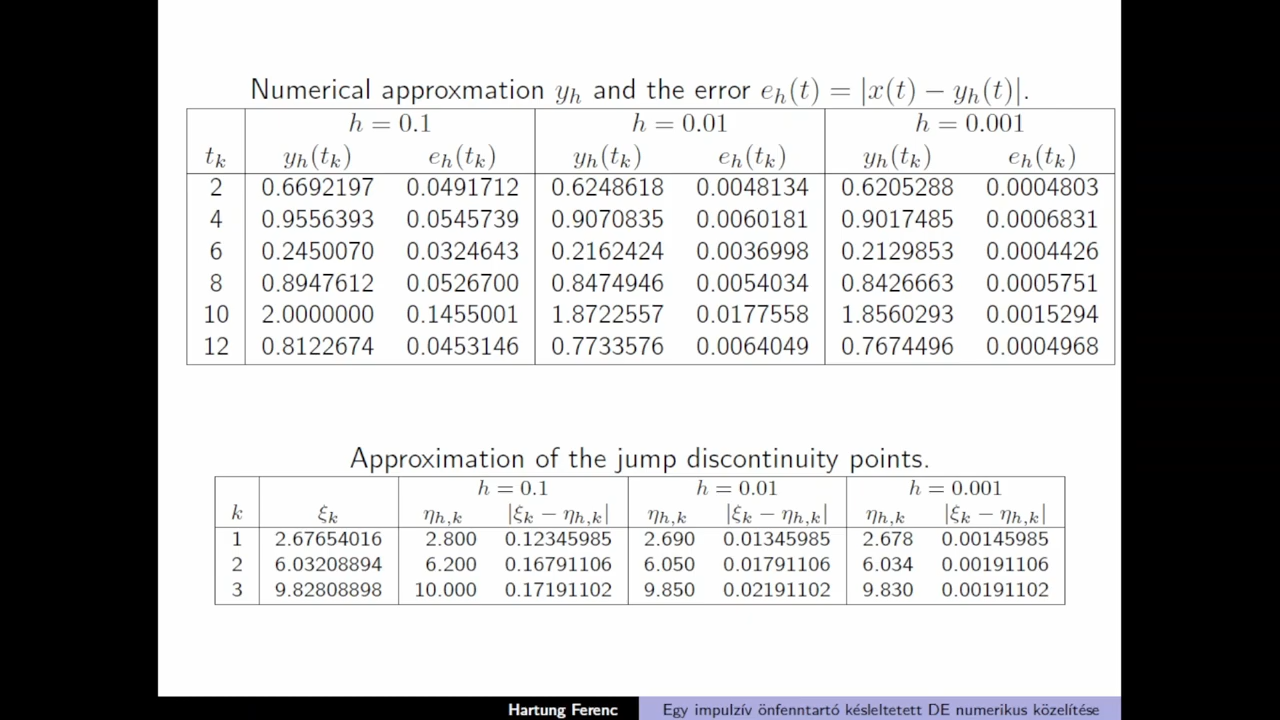 Numerical approxmation y_h and the error e_h(t) = |x(t) − y_h(t)|.
h = 0.1 h = 0.01 h = 0.001
t_k y_h(t_k) e_h(t_k) y_h(t_k) e_h(t_k) y_h(t_k) e_h(t_k)
2 0.6692197 0.0491712 0.6248618 0.0048134 0.6205288 0.0004803
4 0.9556393 0.0545739 0.9070835 0.0060181 0.9017485 0.0006831
6 0.2450070 0.0324643 0.2162424 0.0036998 0.2129853 0.0004426
8 0.8947612 0.0526700 0.8474946 0.0054034 0.8426663 0.0005751
10 2.0000000 0.1455001 1.8722557 0.0177558 1.8560293 0.0015294
12 0.8122674 0.0453146 0.7733576 0.0064049 0.7674496 0.0004968
Approximation of the jump discontinuity points.
h = 0.1 h = 0.01 h = 0.001
k ξ_k η_{h,k} |ξ_k − η_{h,k}| η_{h,k} |ξ_k − η_{h,k}| η_{h,k} |ξ_k − η_{h,k}|
1 2.67654016 2.800 0.12345985 2.690 0.01345985 2.678 0.00145985
2 6.03208894 6.200 0.16791106 6.050 0.01791106 6.034 0.00191106
3 9.82808898 10.000 0.17191102 9.850 0.02191102 9.830 0.00191102
Hartung Ferenc Egy impulzív önfenntartó késleltetett DE numerikus közelítése